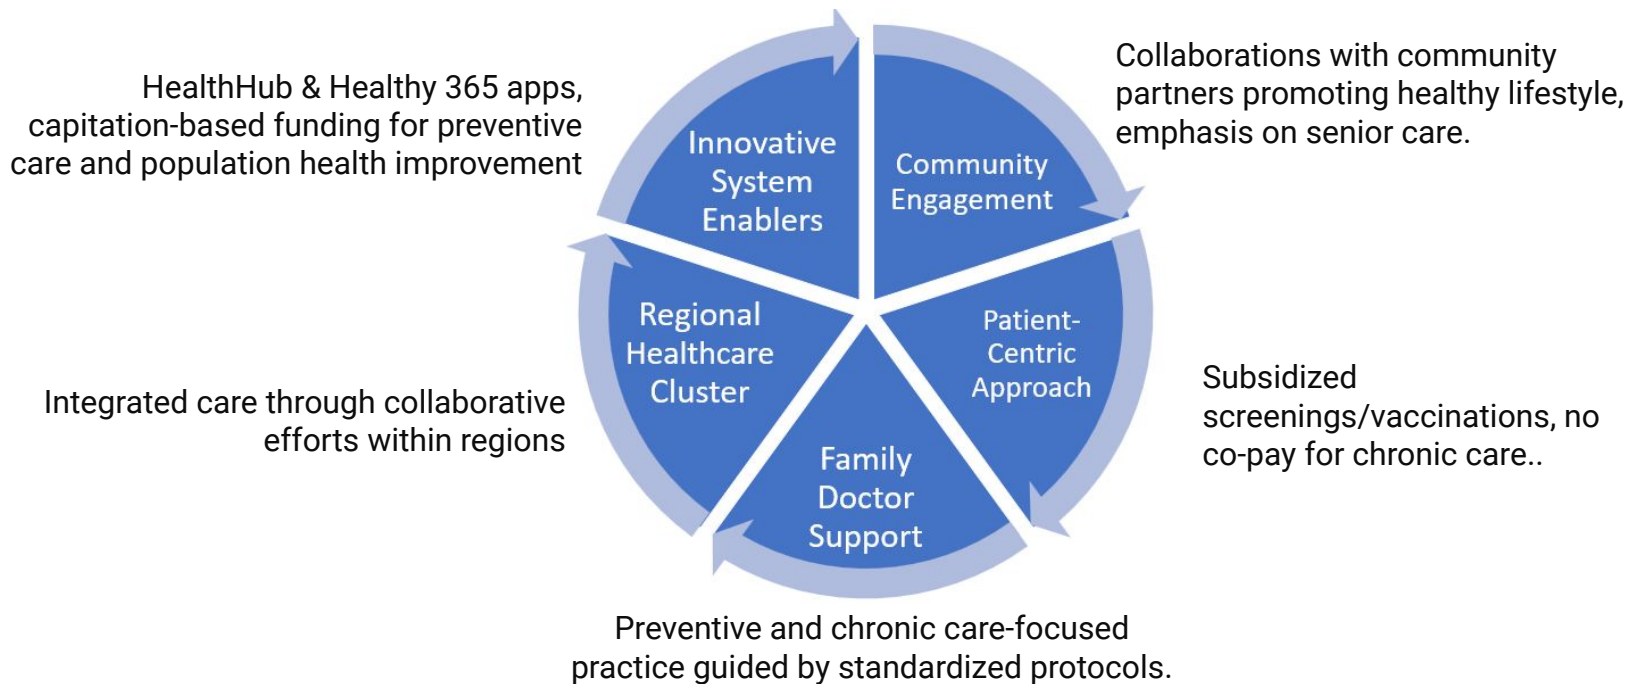 HealthHub & Healthy 365 apps,
capitation-based funding for preventive
care and population health improvement
Innovative
System
Enablers
Community
Engagement
Collaborations with community
partners promoting healthy lifestyle,
emphasis on senior care.
Regional
Healthcare
Cluster
Integrated care through collaborative
efforts within regions
Patient-
Centric
Approach
Subsidized
screenings/vaccinations, no
co-pay for chronic care..
Family
Doctor
Support
Preventive and chronic care-focused
practice guided by standardized protocols.